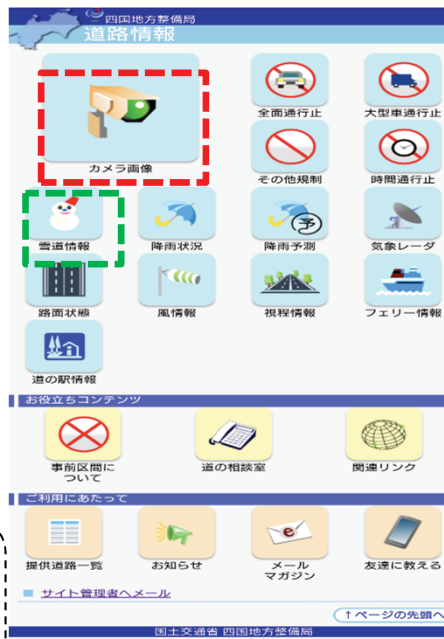 四国地方整備局
道路情報
カメラ画像
全面通行止
大型車通行止
その他規制
時間通行止
雪道情報
降雨状況
降雨予測
予
気象レーダ
路面状態
風情報
視程情報
フェリー情報
道の駅情報
お役立ちコンテンツ
事前区間に
ついて
道の相談室
関連リンク
ご利用にあたって
提供道路一覧
お知らせ
メール
マガジン
友達に教える
サイト管理者へメール
↑ページの先頭へ
国土交通省 四国地方整備局